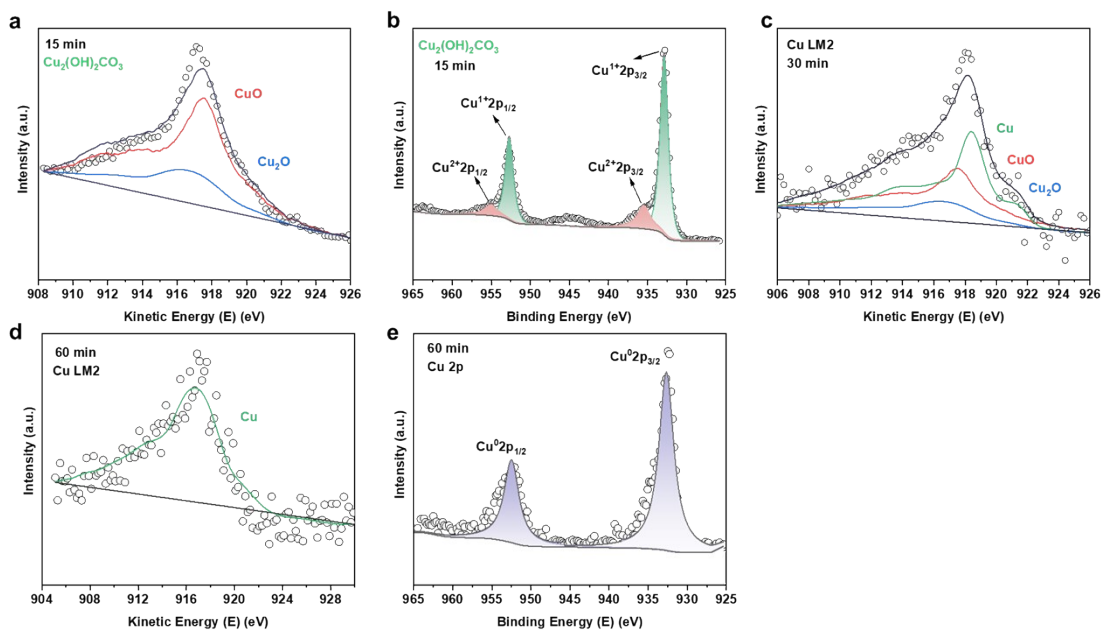 a
15 min
Cu₂(OH)₂CO₃
CuO
Cu₂O
Intensity (a.u.)
908 910 912 914 916 918 920 922 924 926
Kinetic Energy (E) (eV)
b
Cu₂(OH)₂CO₃
15 min
Cu¹⁺2p₃/₂
Cu¹⁺2p₁/₂
Cu²⁺2p₁/₂
Cu²⁺2p₃/₂
Intensity (a.u.)
965 960 955 950 945 940 935 930 925
Binding Energy (eV)
c
Cu LM2
30 min
Cu
CuO
Cu₂O
Intensity (a.u.)
906 908 910 912 914 916 918 920 922 924 926
Kinetic Energy (E) (eV)
d
60 min
Cu LM2
Cu
Intensity (a.u.)
904 908 912 916 920 924 928
Kinetic Energy (E) (eV)
e
60 min
Cu 2p
Cu⁰2p₃/₂
Cu⁰2p₁/₂
Intensity (a.u.)
965 960 955 950 945 940 935 930 925
Binding Energy (eV)